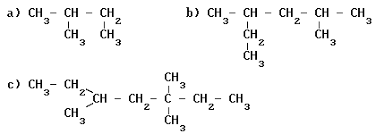 a) CH₃ – CH – CH₂ b) CH₃ – CH – CH₂ – CH – CH₃
CH₃ CH₃ CH₂ CH₃
CH₃
c) CH₃ – CH₂ CH₃
CH – CH₂ – C – CH₂ – CH₃
CH₃ CH₃